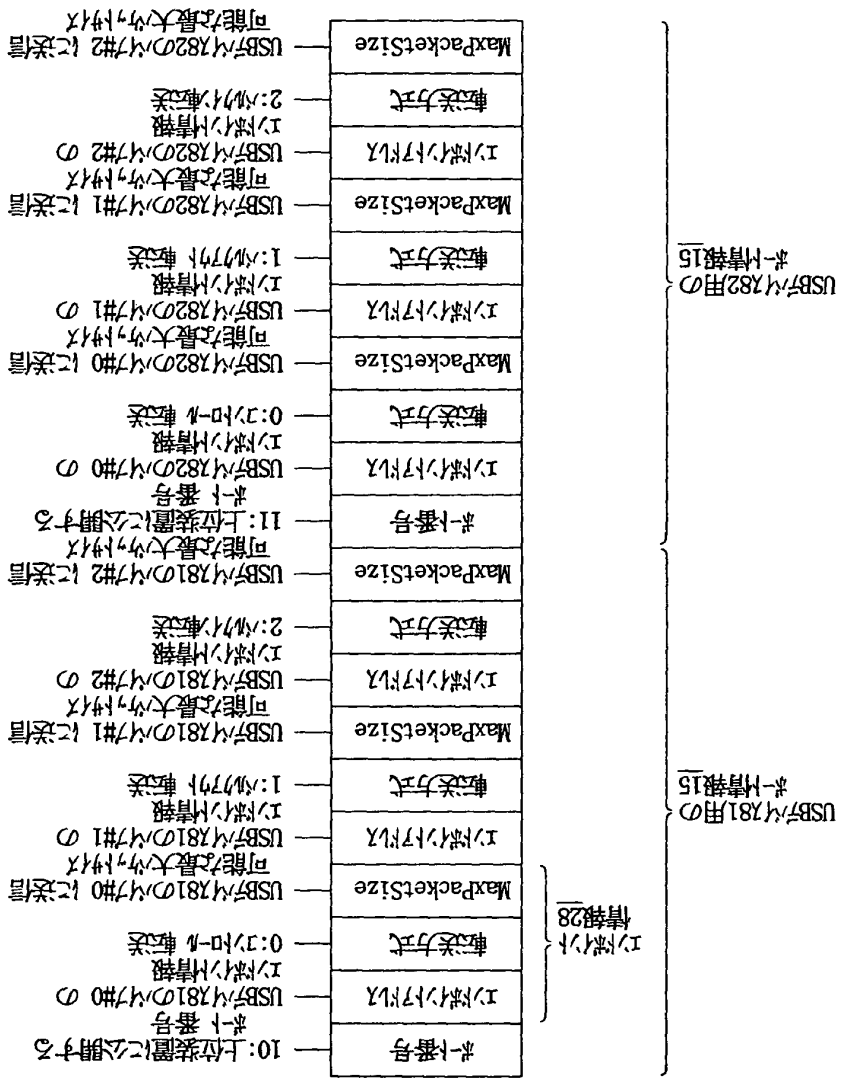 ポート番号
10:上位装置に公開する
ポート 番号
エンドポイントアドレス
USBデバイス81のパイプ#0 の
エンドポイント情報
転送方式
0:コントロール 転送
MaxPacketSize
USBデバイス81のパイプ#0 に送信
可能な最大パケットサイズ
エンドポイント
情報28
エンドポイントアドレス
USBデバイス81のパイプ#1 の
エンドポイント情報
転送方式
1:バルクアウト 転送
MaxPacketSize
USBデバイス81のパイプ#1 に送信
可能な最大パケットサイズ
USBデバイス81用の
ポート情報15
エンドポイントアドレス
USBデバイス81のパイプ#2 の
エンドポイント情報
転送方式
2:バルクイン転送
MaxPacketSize
USBデバイス81のパイプ#2 に送信
可能な最大パケットサイズ
ポート番号
11:上位装置に公開する
ポート 番号
エンドポイントアドレス
USBデバイス82のパイプ#0 の
エンドポイント情報
転送方式
0:コントロール 転送
MaxPacketSize
USBデバイス82のパイプ#0 に送信
可能な最大パケットサイズ
エンドポイントアドレス
USBデバイス82のパイプ#1 の
エンドポイント情報
転送方式
1:バルクアウト 転送
USBデバイス82用の
ポート情報15
MaxPacketSize
USBデバイス82のパイプ#1 に送信
可能な最大パケットサイズ
エンドポイントアドレス
USBデバイス82のパイプ#2 の
エンドポイント情報
転送方式
2:バルクイン転送
MaxPacketSize
USBデバイス82のパイプ#2 に送信
可能な最大パケットサイズ